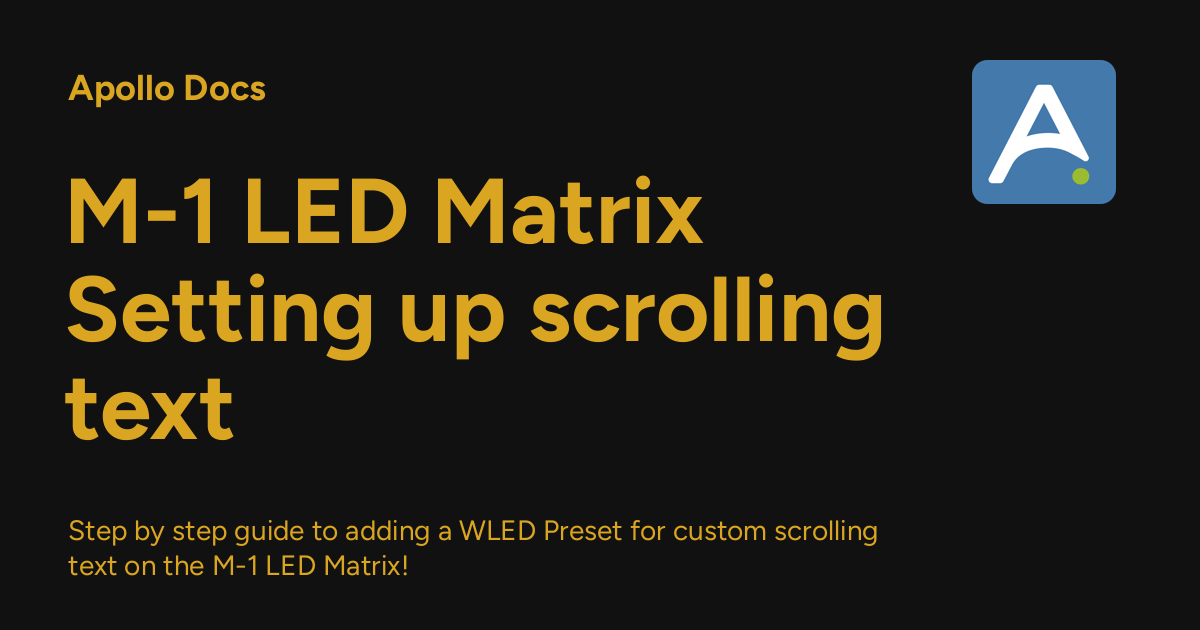 Apollo Docs
M-1 LED Matrix
Setting up scrolling
text
Step by step guide to adding a WLED Preset for custom scrolling
text on the M-1 LED Matrix!